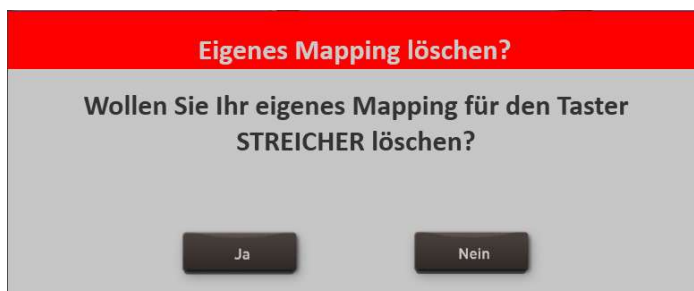 Eigenes Mapping löschen?
Wollen Sie Ihr eigenes Mapping für den Taster
STREICHER löschen?
Ja
Nein